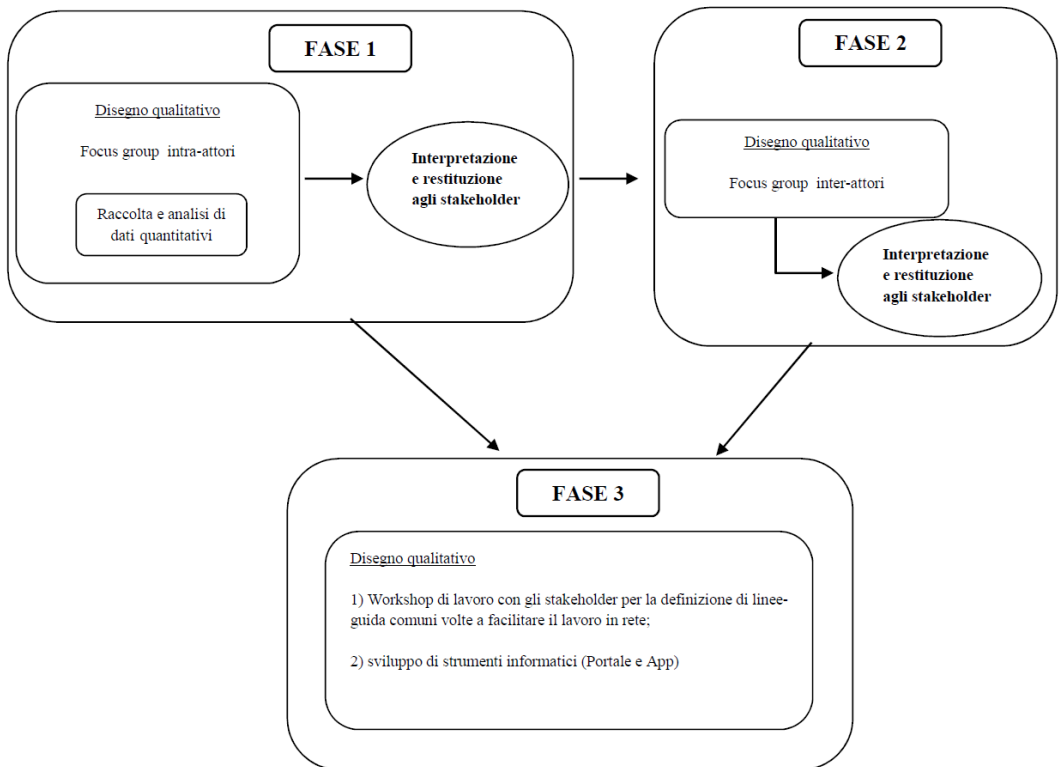 FASE 1
Disegno qualitativo
Focus group intra-attori
Raccolta e analisi di
dati quantitativi
Interpretazione
e restituzione
agli stakeholder
FASE 2
Disegno qualitativo
Focus group inter-attori
Interpretazione
e restituzione
agli stakeholder
FASE 3
Disegno qualitativo
1) Workshop di lavoro con gli stakeholder per la definizione di linee-
guida comuni volte a facilitare il lavoro in rete;
2) sviluppo di strumenti informatici (Portale e App)